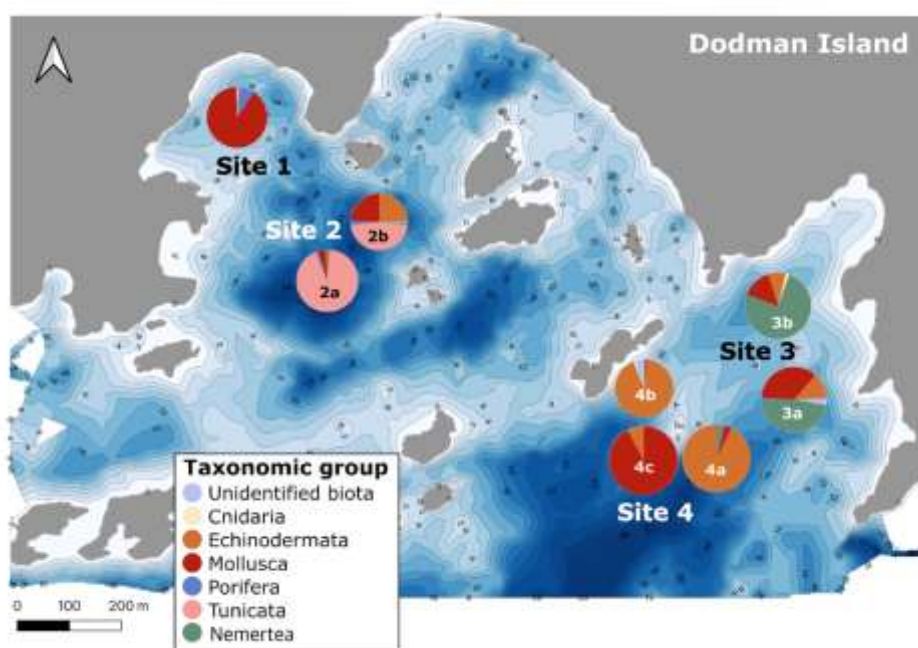 Dodman Island
Site 1
Site 2
2b
2a
3b
Site 3
3a
4b
4c
4a
Site 4
Taxonomic group
Unidentified biota
Cnidaria
Echinodermata
Mollusca
Porifera
Tunicata
Nemertea
0 100 200 m